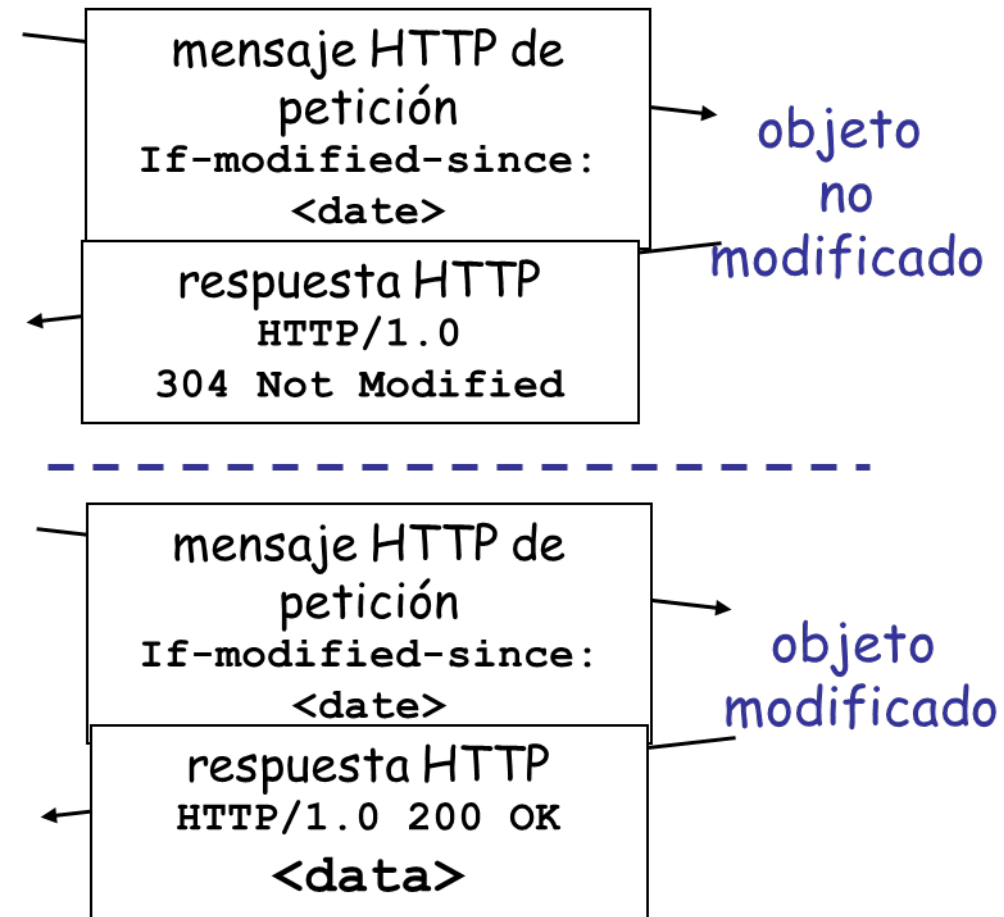 mensaje HTTP de
petición
If-modified-since:
<date>
objeto
no
modificado
respuesta HTTP
HTTP/1.0
304 Not Modified
mensaje HTTP de
petición
If-modified-since:
<date>
objeto
modificado
respuesta HTTP
HTTP/1.0 200 OK
<data>